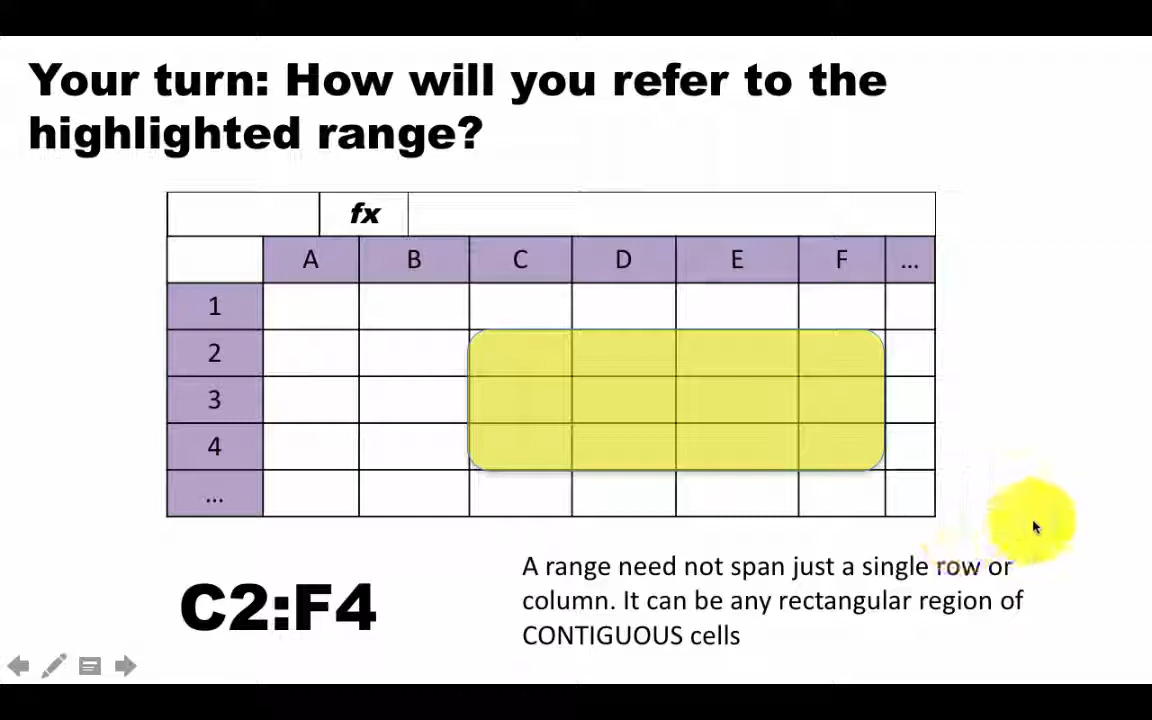 Your turn: How will you refer to the
highlighted range?
fx
A B C D E F ...
1
2
3
4
...
C2:F4
A range need not span just a single row or
column. It can be any rectangular region of
CONTIGUOUS cells